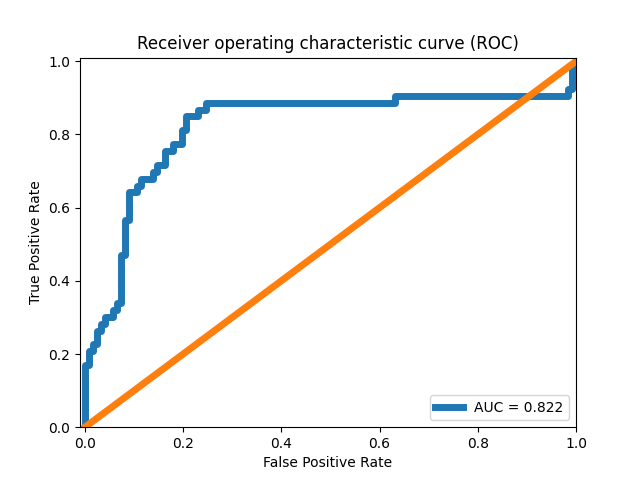 Receiver operating characteristic curve (ROC)
True Positive Rate
1.0
0.8
0.6
0.4
0.2
0.0
0.0 0.2 0.4 0.6 0.8 1.0
False Positive Rate
AUC = 0.822